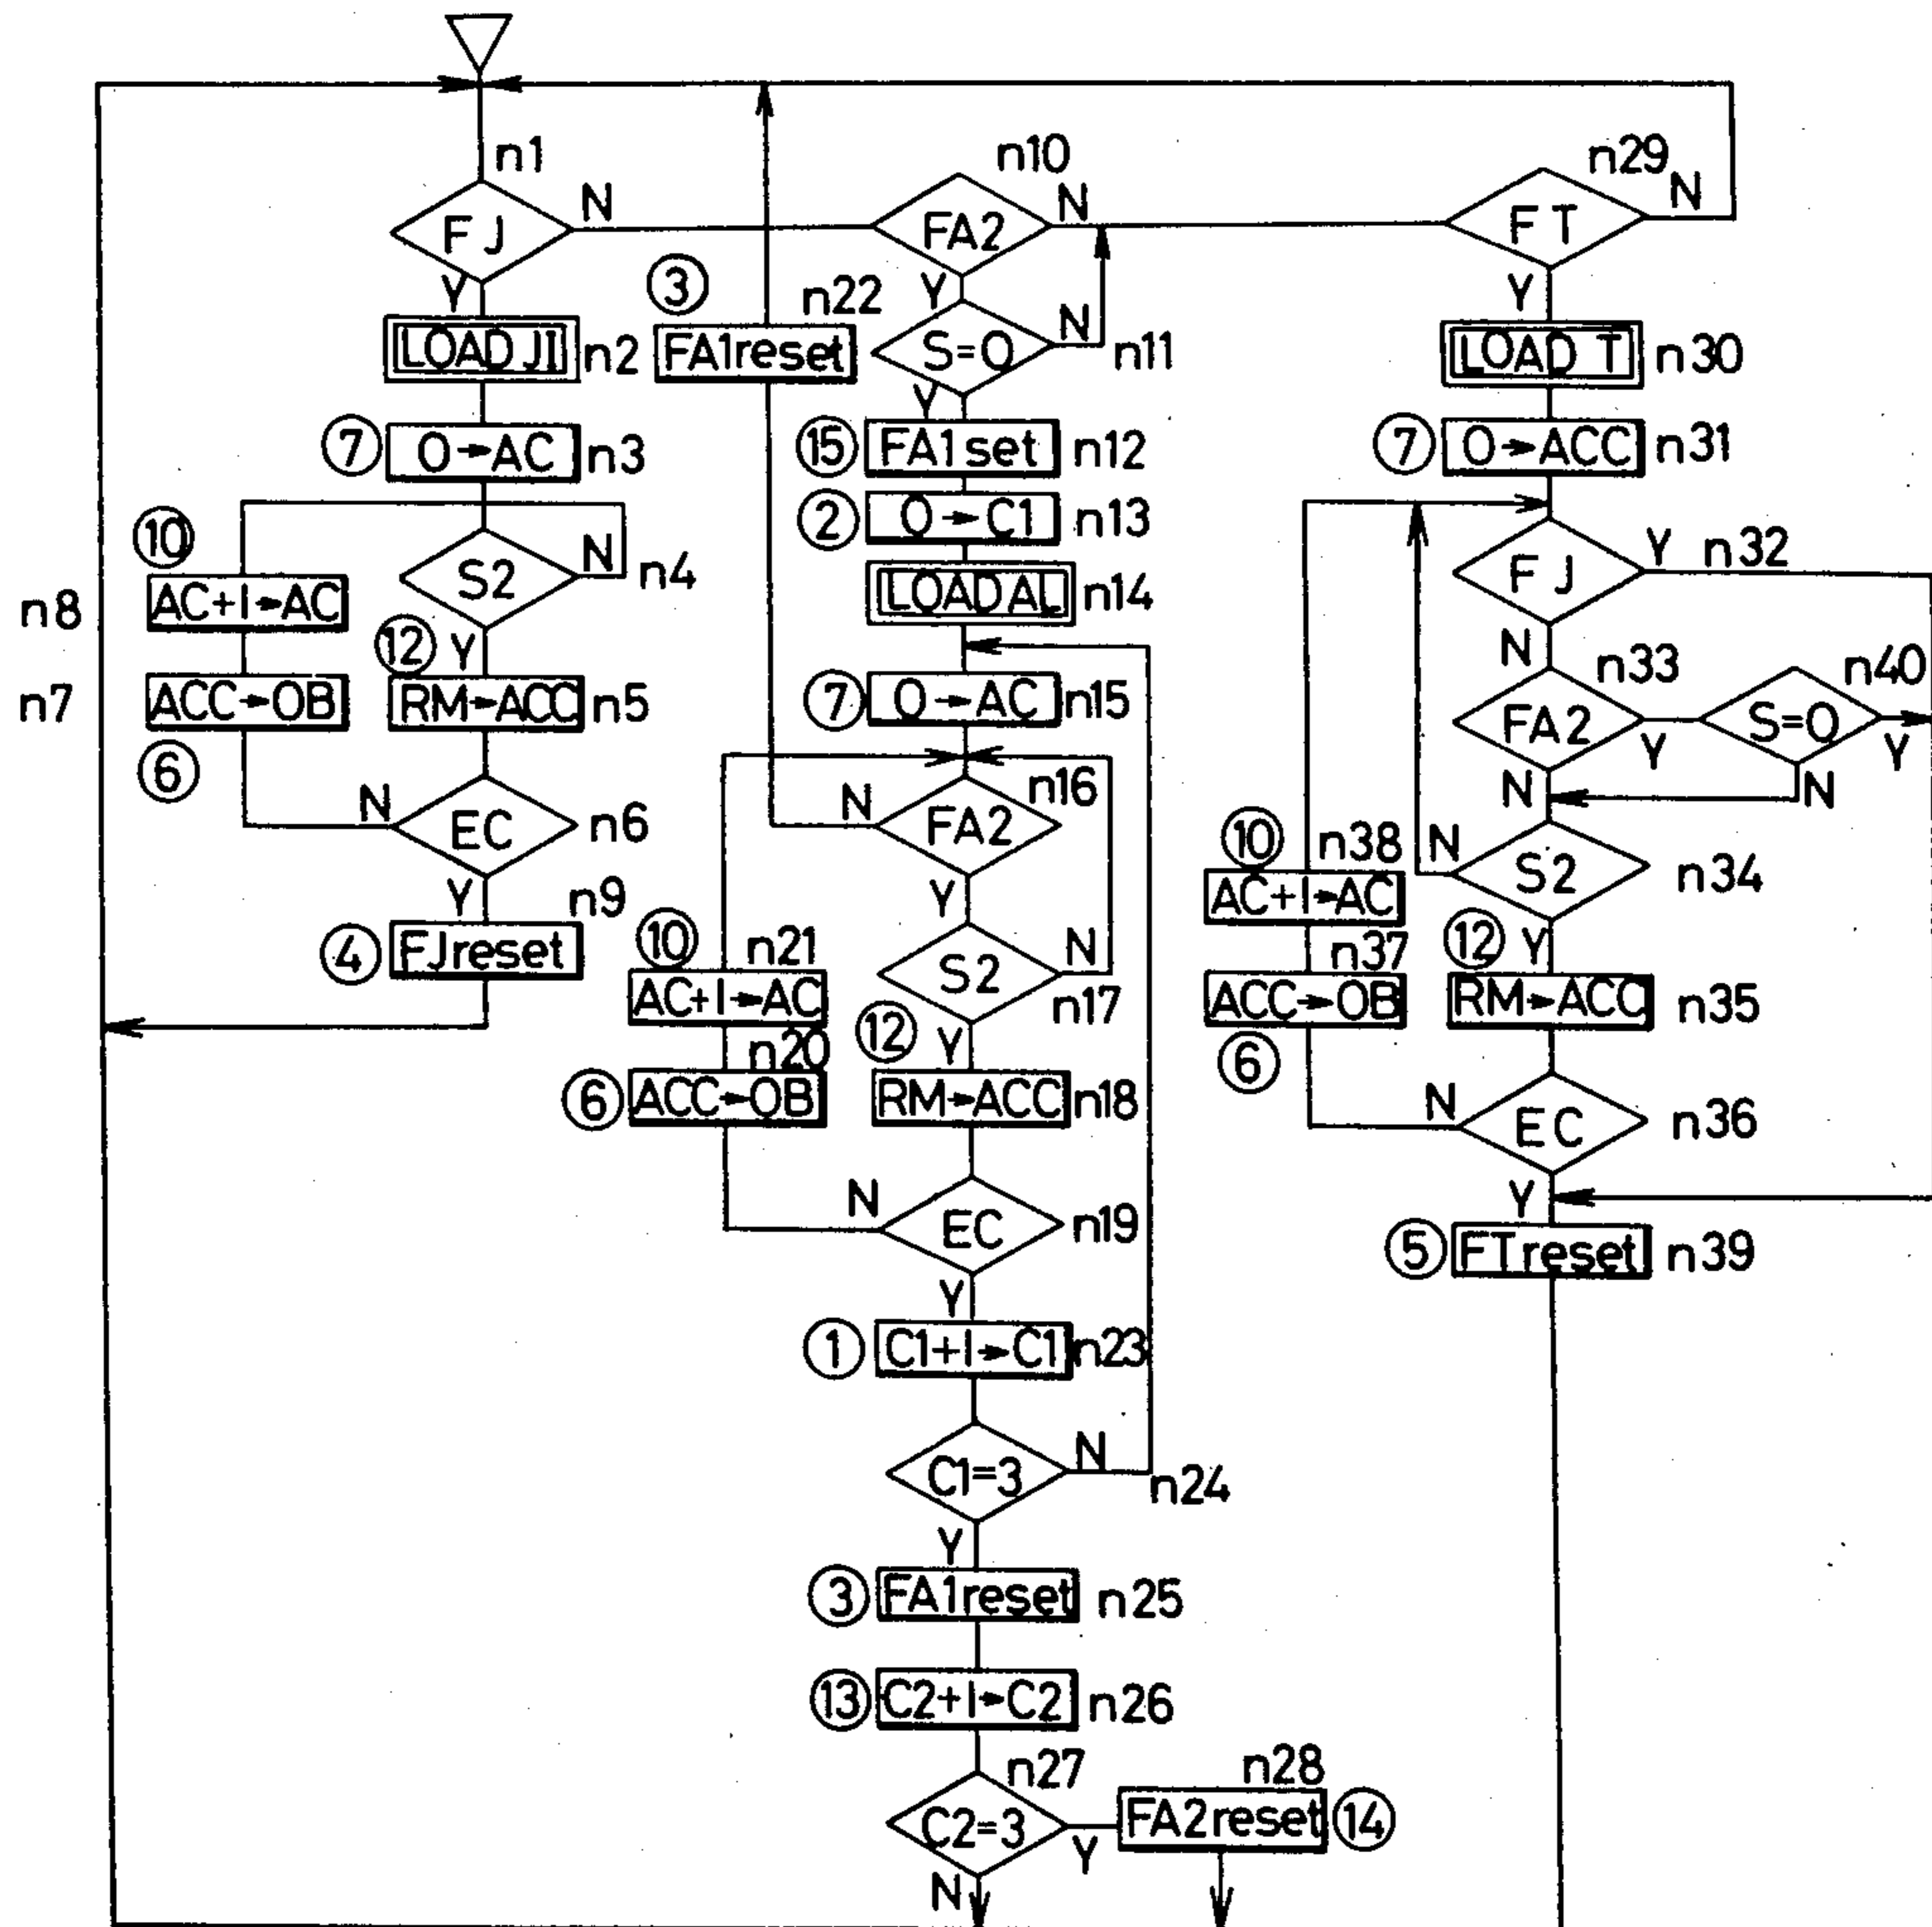 n1
FJ
N
Y
LOAD JI
n2
⑦
O→AC
n3
S2
N
n4
⑫
Y
RM→ACC
n5
EC
N
n6
Y
n9
④
FJreset
⑩
AC+I→AC
n8
ACC→OB
n7
⑥
n10
FA2
N
Y
S=O
N
n11
Y
⑮
FA1set
n12
②
O→C1
n13
LOAD AL
n14
⑦
O→AC
n15
n16
FA2
N
Y
S2
N
n17
⑫
Y
RM→ACC
n18
EC
N
n19
Y
⑩
n21
AC+I→AC
n20
⑥
ACC→OB
③
n22
FA1reset
①
C1+I→C1
n23
C1=3
N
n24
Y
③
FA1reset
n25
⑬
C2+I→C2
n26
n27
C2=3
Y
N
n28
FA2reset
⑭
n29
FT
N
Y
LOAD T
n30
⑦
O→ACC
n31
FJ
Y
n32
N
n33
FA2
Y
N
n40
S=O
Y
N
S2
N
n34
⑫
Y
RM→ACC
n35
EC
N
n36
Y
⑩
n38
AC+I→AC
n37
ACC→OB
⑥
⑤
FTreset
n39